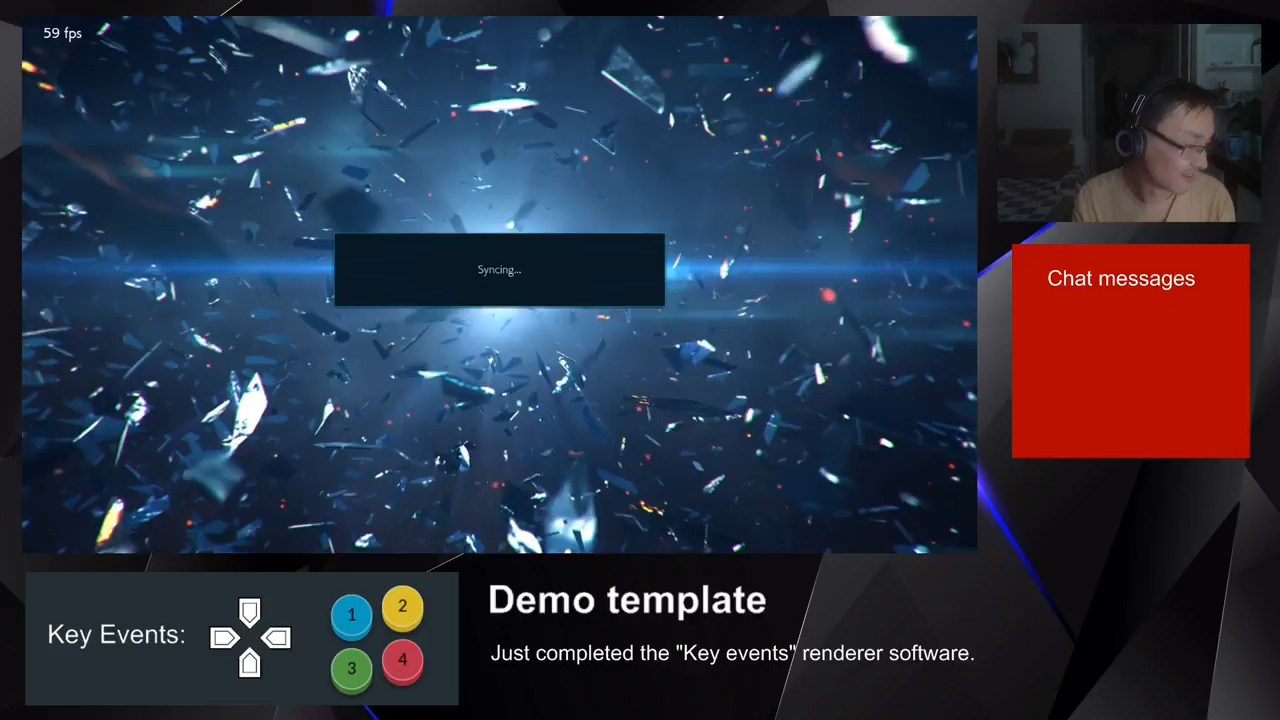 59 fps
Syncing...
Chat messages
Key Events:
1
2
3
4
Demo template
Just completed the "Key events" renderer software.